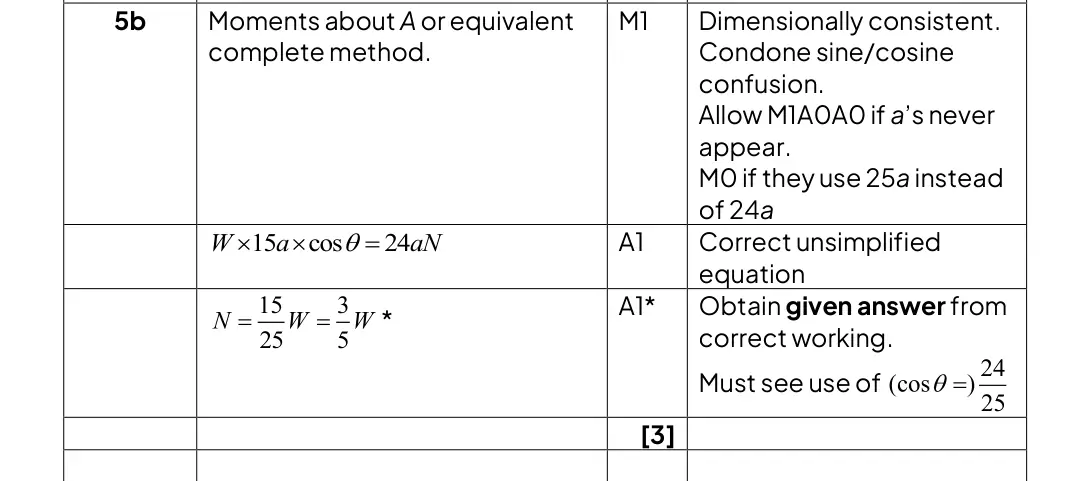 5b Moments about A or equivalent M1 Dimensionally consistent.
complete method. Condone sine/cosine
confusion.
Allow M1A0A0 if a's never
appear.
M0 if they use 25a instead
of 24a
W ×15a×cos θ = 24aN A1 Correct unsimplified
equation
N = 15/25 W = 3/5 W * A1* Obtain given answer from
correct working.
Must see use of (cos θ =) 24/25
[3]